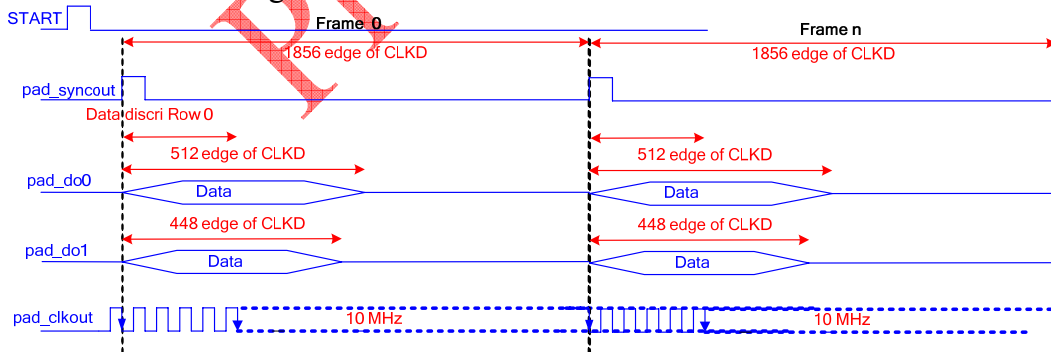 START
Frame 0
Frame n
1856 edge of CLKD
1856 edge of CLKD
pad_syncout
Data discri Row 0
512 edge of CLKD
512 edge of CLKD
pad_do0
Data
Data
448 edge of CLKD
448 edge of CLKD
pad_do1
Data
Data
pad_clkout
10 MHz
10 MHz